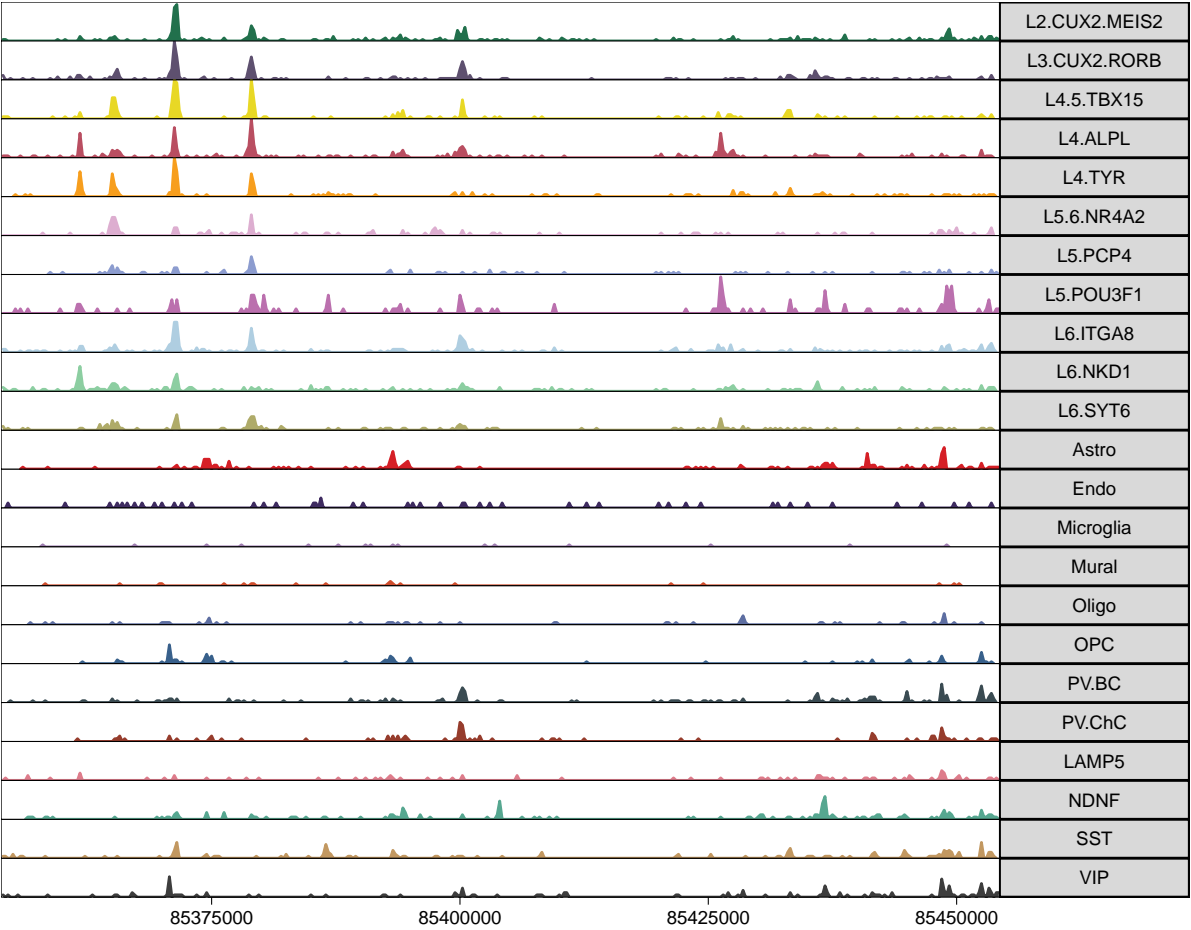 L2.CUX2.MEIS2
L3.CUX2.RORB
L4.5.TBX15
L4.ALPL
L4.TYR
L5.6.NR4A2
L5.PCP4
L5.POU3F1
L6.ITGA8
L6.NKD1
L6.SYT6
Astro
Endo
Microglia
Mural
Oligo
OPC
PV.BC
PV.ChC
LAMP5
NDNF
SST
VIP
85375000 85400000 85425000 85450000